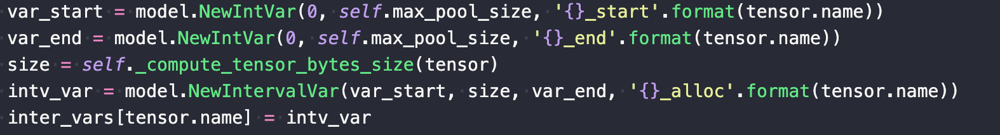 var_start = model.NewIntVar(0, self.max_pool_size, '{}_start'.format(tensor.name))
var_end = model.NewIntVar(0, self.max_pool_size, '{}_end'.format(tensor.name))
size = self._compute_tensor_bytes_size(tensor)
intv_var = model.NewIntervalVar(var_start, size, var_end, '{}_alloc'.format(tensor.name))
inter_vars[tensor.name] = intv_var